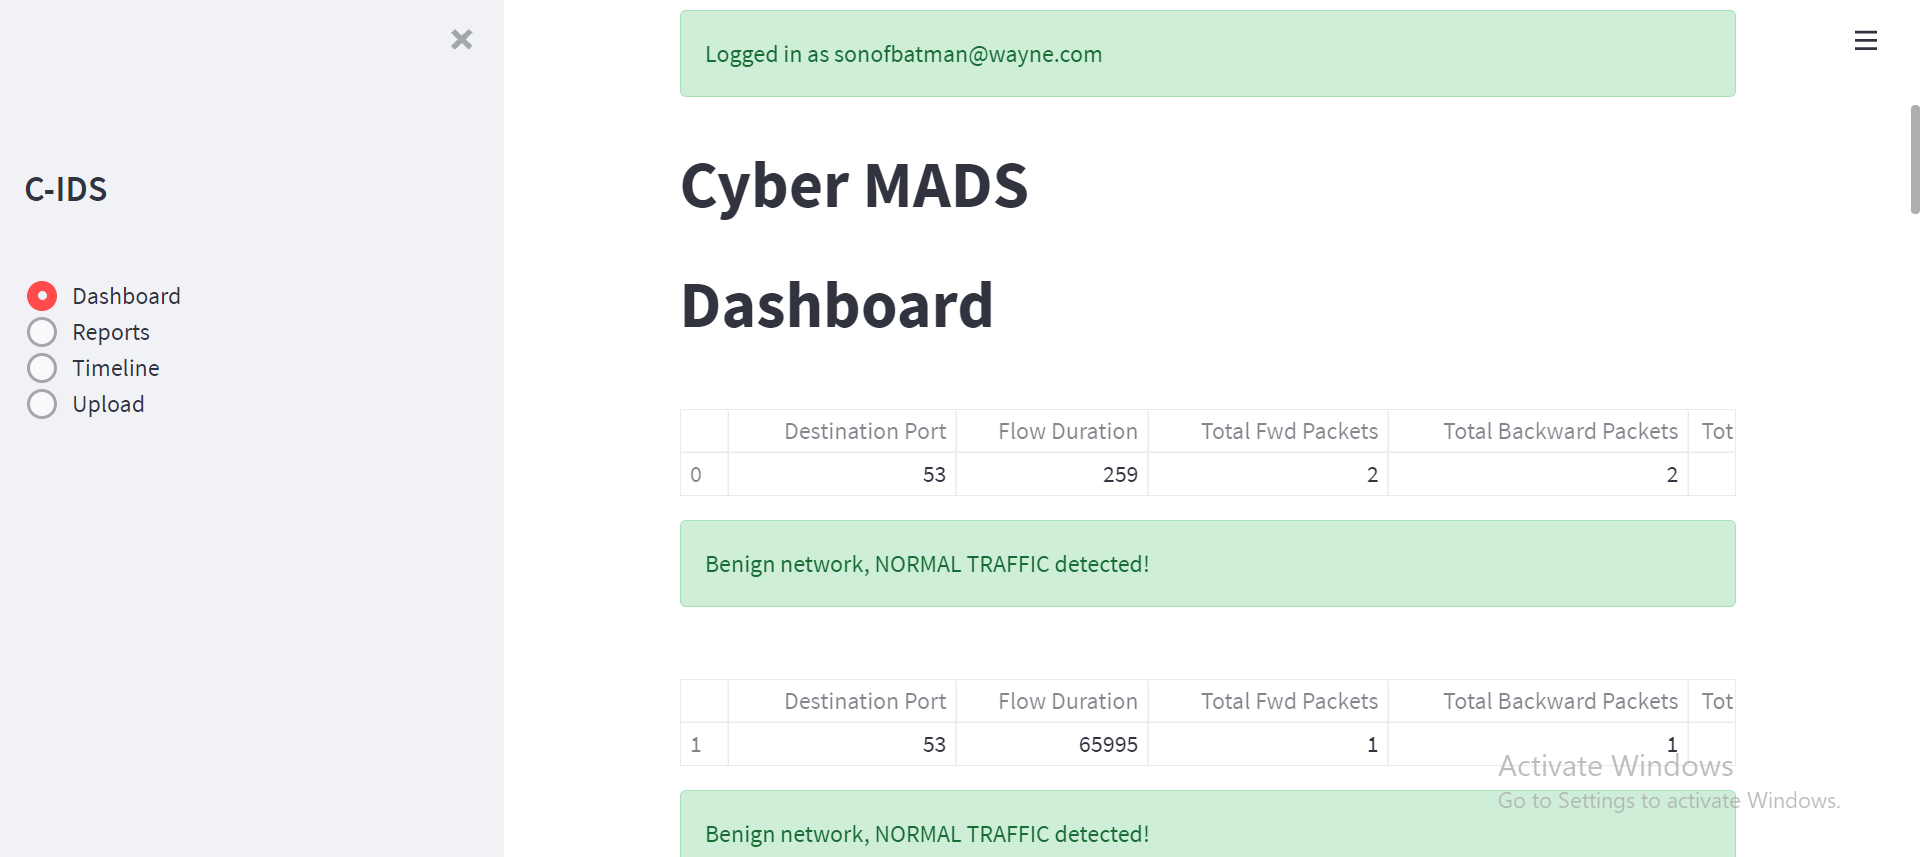 Logged in as sonofbatman@wayne.com
C-IDS
Dashboard
Reports
Timeline
Upload
Cyber MADS
Dashboard
Destination Port Flow Duration Total Fwd Packets Total Backward Packets Tot
0 53 259 2 2
Benign network, NORMAL TRAFFIC detected!
Destination Port Flow Duration Total Fwd Packets Total Backward Packets Tot
1 53 65995 1 1
Benign network, NORMAL TRAFFIC detected!
Activate Windows
Go to Settings to activate Windows.